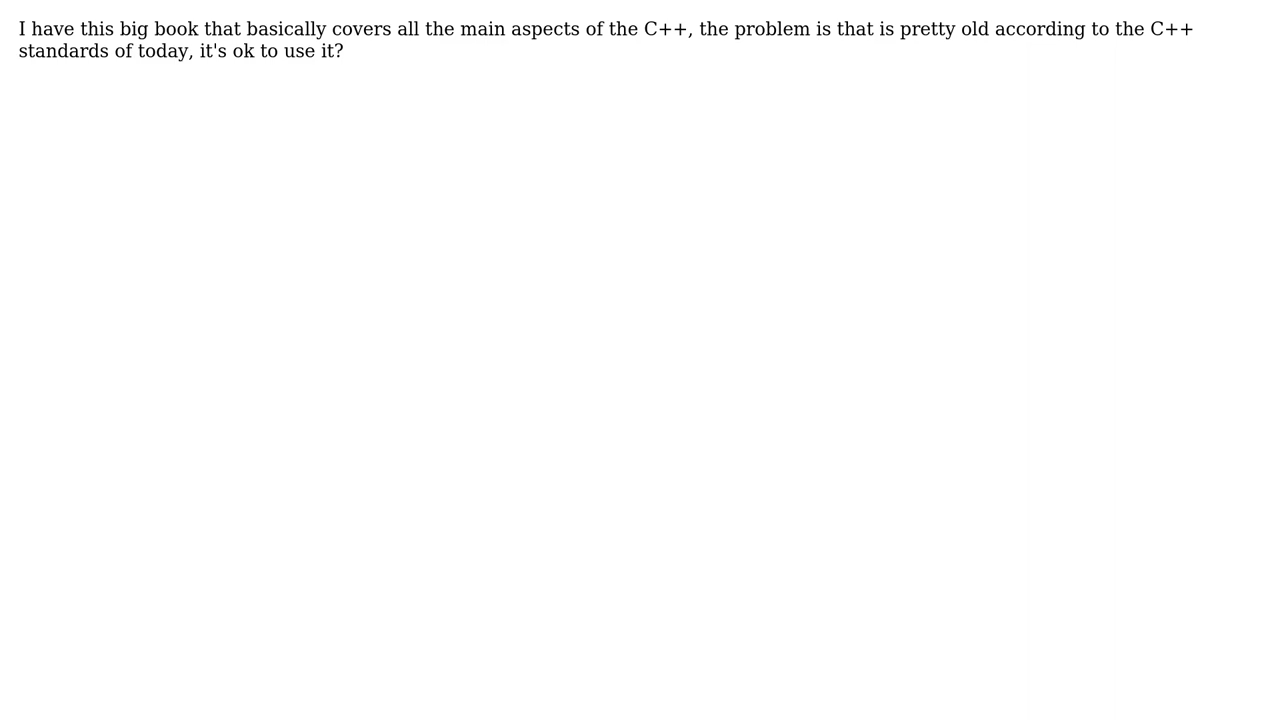 I have this big book that basically covers all the main aspects of the C++, the problem is that is pretty old according to the C++
standards of today, it's ok to use it?